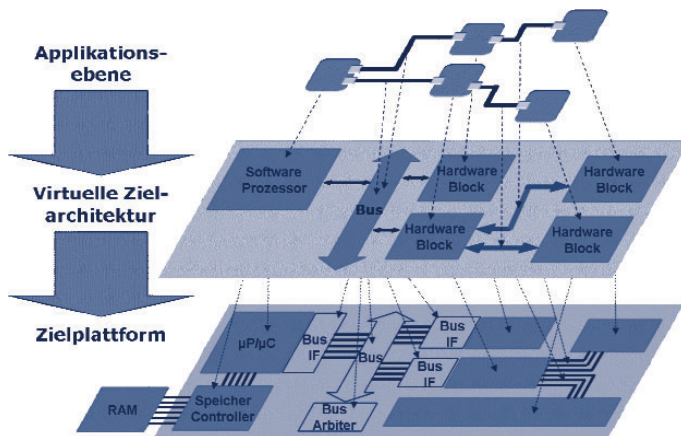 Applikations-
ebene
Virtuelle Ziel-
architektur
Zielplattform
Software
Prozessor
Bus
Hardware
Block
Hardware
Block
Hardware
Block
Hardware
Block
µP/µC
Bus
IF
Bus
Bus
IF
Bus
IF
RAM
Speicher
Controller
Bus
Arbiter